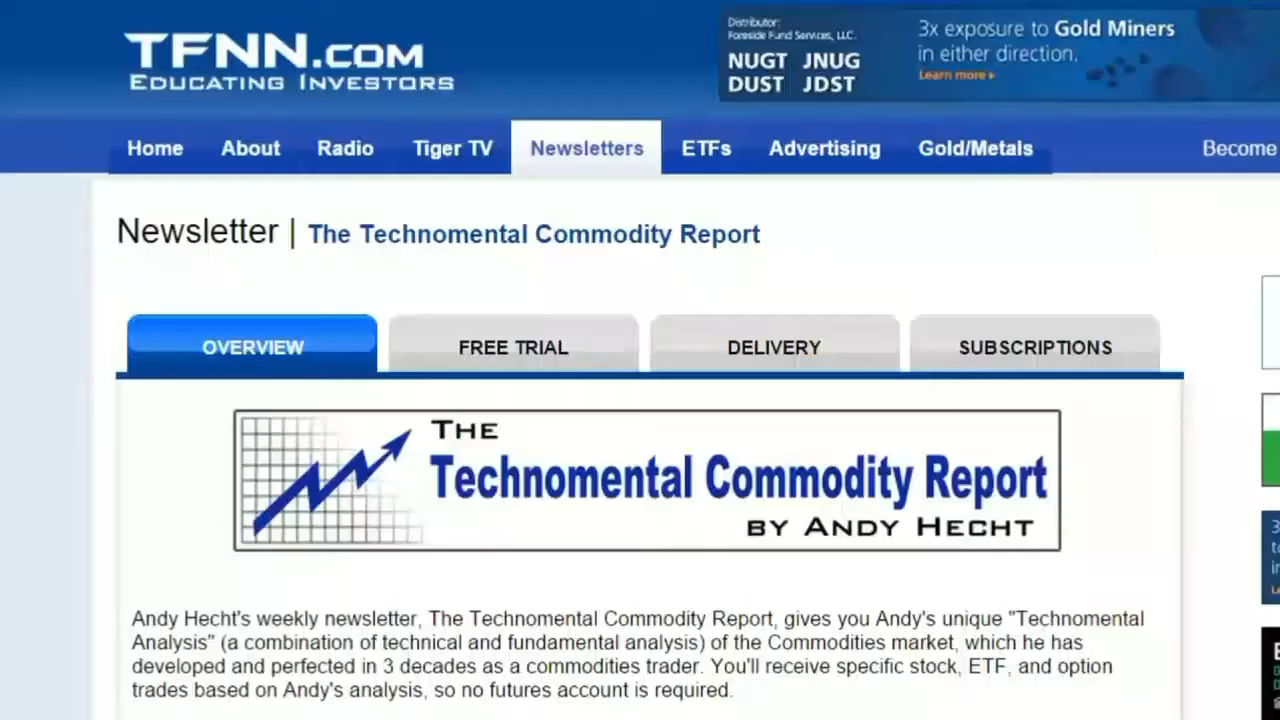 TFNN.COM
EDUCATING INVESTORS
Distributor:
Foreside Fund Services, LLC.
NUGT JNUG
DUST JDST
3x exposure to Gold Miners
in either direction.
Learn more
Home About Radio Tiger TV Newsletters ETFs Advertising Gold/Metals Become
Newsletter | The Technomental Commodity Report
OVERVIEW FREE TRIAL DELIVERY SUBSCRIPTIONS
THE
Technomental Commodity Report
BY ANDY HECHT
Andy Hecht's weekly newsletter, The Technomental Commodity Report, gives you Andy's unique "Technomental
Analysis" (a combination of technical and fundamental analysis) of the Commodities market, which he has
developed and perfected in 3 decades as a commodities trader. You'll receive specific stock, ETF, and option
trades based on Andy's analysis, so no futures account is required.